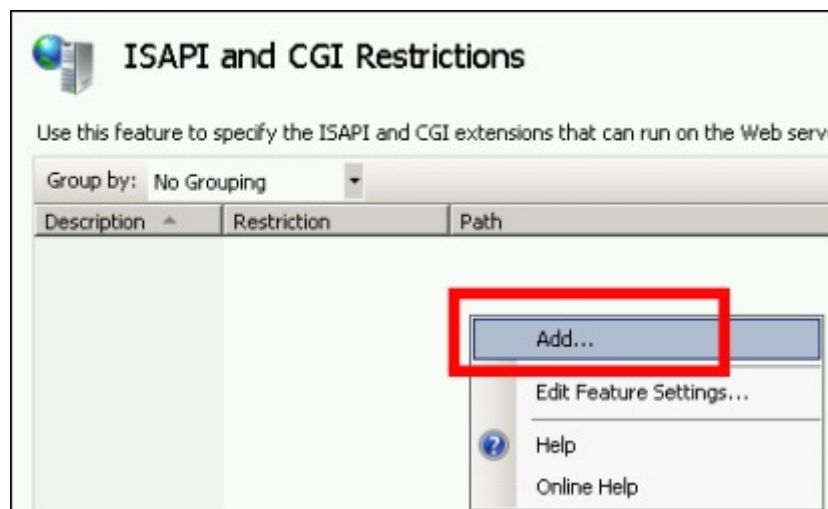 ISAPI and CGI Restrictions
Use this feature to specify the ISAPI and CGI extensions that can run on the Web serv
Group by: No Grouping
Description Restriction Path
Add...
Edit Feature Settings...
Help
Online Help